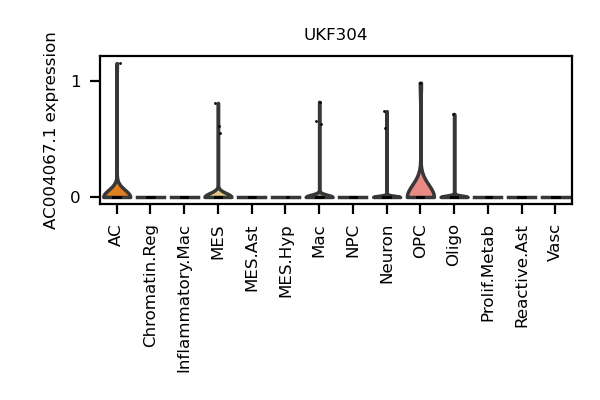 UKF304
AC004067.1 expression
1
0
AC
Chromatin.Reg
Inflammatory.Mac
MES
MES.Ast
MES.Hyp
Mac
NPC
Neuron
OPC
Oligo
Prolif.Metab
Reactive.Ast
Vasc